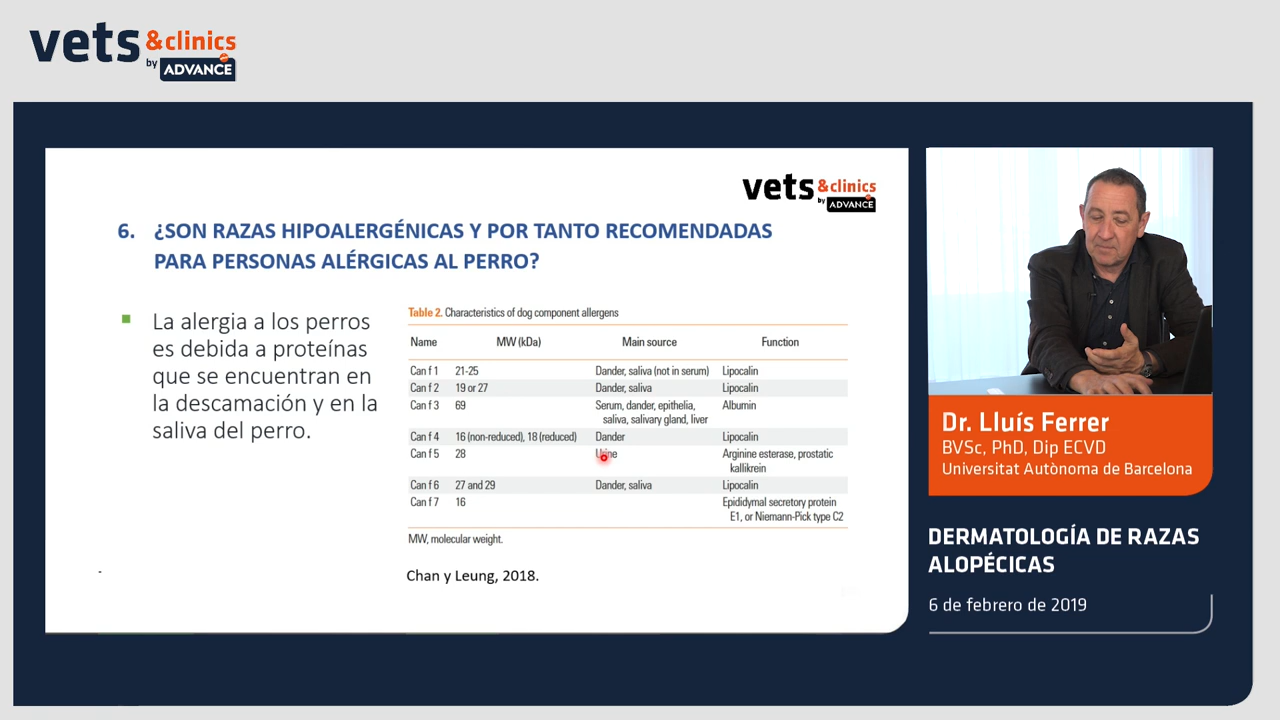 vets &clinics
by ADVANCE
vets &clinics
by ADVANCE
6. ¿SON RAZAS HIPOALERGÉNICAS Y POR TANTO RECOMENDADAS
PARA PERSONAS ALÉRGICAS AL PERRO?
La alergia a los perros
es debida a proteínas
que se encuentran en
la descamación y en la
saliva del perro.
Table 2. Characteristics of dog component allergens
Name MW (kDa) Main source Function
Can f 1 21-25 Dander, saliva (not in serum) Lipocalin
Can f 2 19 or 27 Dander, saliva Lipocalin
Can f 3 69 Serum, dander, epithelia, Albumin
saliva, salivary gland, liver
Can f 4 16 (non-reduced), 18 (reduced) Dander Lipocalin
Can f 5 28 Urine Arginine esterase, prostatic
kallikrein
Can f 6 27 and 29 Dander, saliva Lipocalin
Can f 7 16 Epididymal secretory protein
E1, or Niemann-Pick type C2
MW, molecular weight.
Chan y Leung, 2018.
Dr. Lluís Ferrer
BVSc, PhD, Dip ECVD
Universitat Autònoma de Barcelona
DERMATOLOGÍA DE RAZAS
ALOPÉCICAS
6 de febrero de 2019